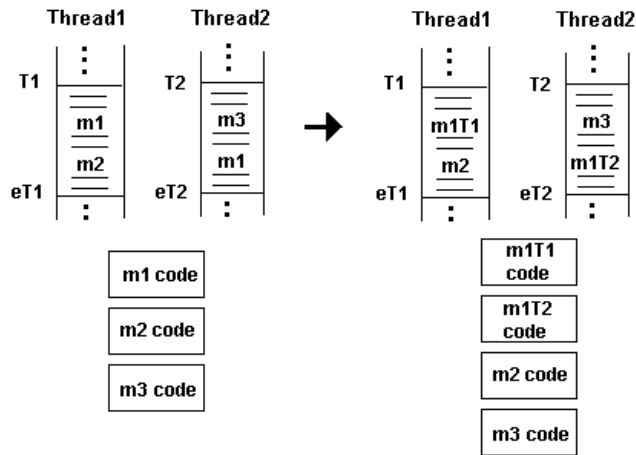 Thread1 Thread2 Thread1 Thread2
T1 T2 T1 T2
m1 m3 m1T1 m3
m2 m1 m2 m1T2
eT1 eT2 eT1 eT2
m1 code
m2 code
m3 code
m1T1
code
m1T2
code
m2 code
m3 code